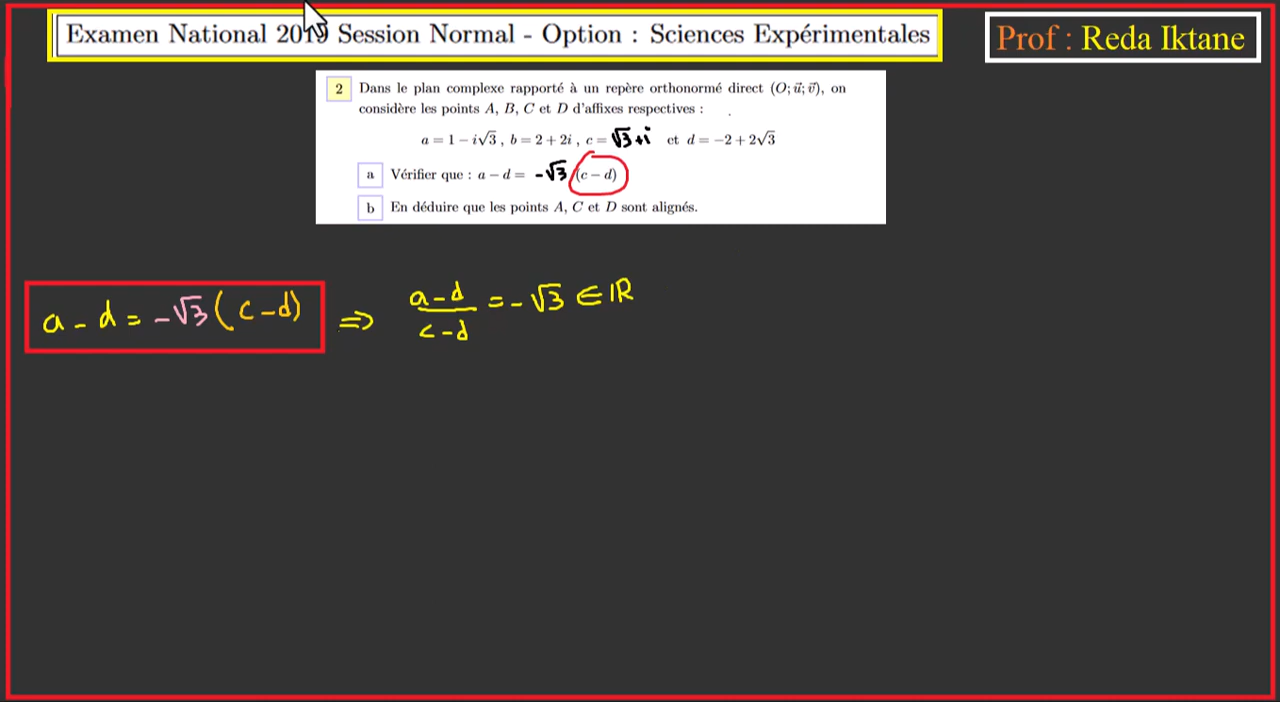 Examen National 2019 Session Normal - Option : Sciences Expérimentales
Prof : Reda Iktane
2 Dans le plan complexe rapporté à un repère orthonormé direct (O; u⃗; v⃗), on
considère les points A, B, C et D d'affixes respectives :
a = 1 − i√3 , b = 2 + 2i , c = √3+i et d = −2 + 2√3
a Vérifier que : a − d = -√3 (c − d)
b En déduire que les points A, C et D sont alignés.
a - d = -√3 ( c - d) ⇒ (a-d)/(c-d) = -√3 ∈ ℝ